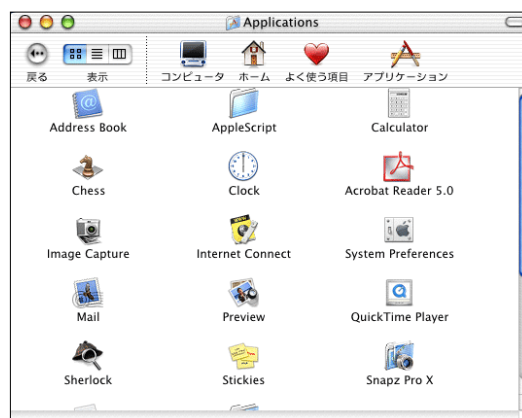 Applications
戻る 表示 コンピュータ ホーム よく使う項目 アプリケーション
Address Book AppleScript Calculator
Chess Clock Acrobat Reader 5.0
Image Capture Internet Connect System Preferences
Mail Preview QuickTime Player
Sherlock Stickies Snapz Pro X